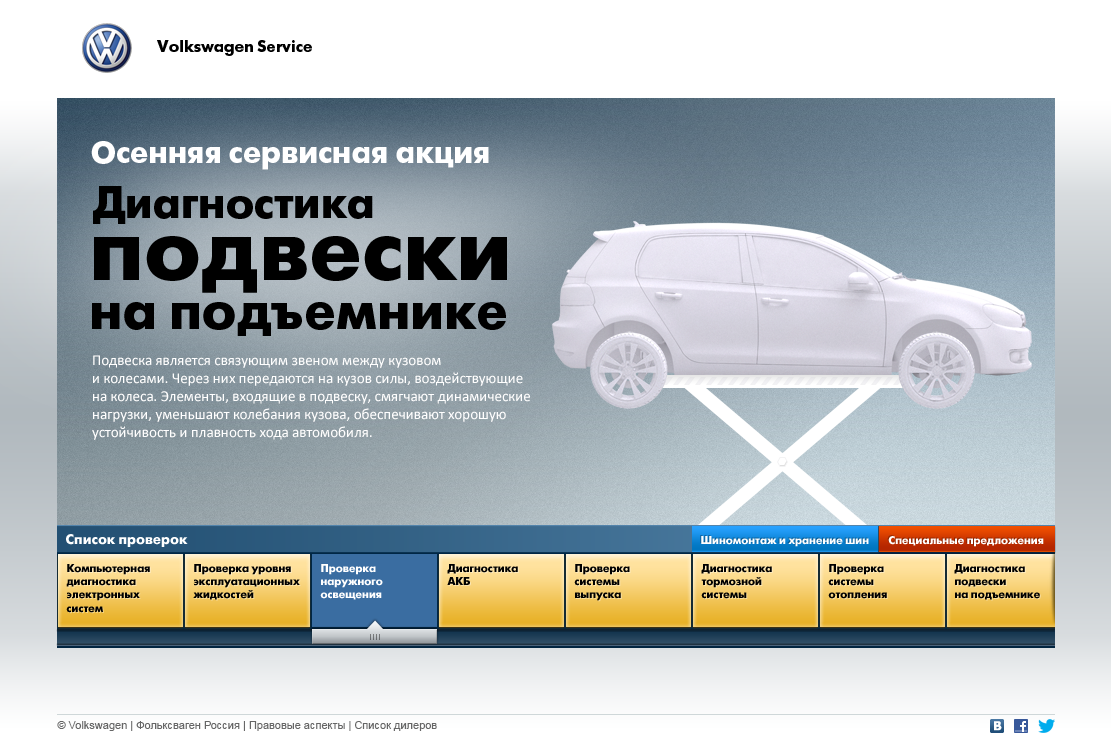 Volkswagen Service
Осенняя сервисная акция
Диагностика
подвески
на подъемнике
Подвеска является связующим звеном между кузовом
и колесами. Через них передаются на кузов силы, воздействующие
на колеса. Элементы, входящие в подвеску, смягчают динамические
нагрузки, уменьшают колебания кузова, обеспечивают хорошую
устойчивость и плавность хода автомобиля.
Список проверок
Шиномонтаж и хранение шин
Специальные предложения
Компьютерная
диагностика
электронных
систем
Проверка уровня
эксплуатационных
жидкостей
Проверка
наружного
освещения
Диагностика
АКБ
Проверка
системы
выпуска
Диагностика
тормозной
системы
Проверка
системы
отопления
Диагностика
подвески
на подъемнике
© Volkswagen | Фольксваген Россия | Правовые аспекты | Список дилеров